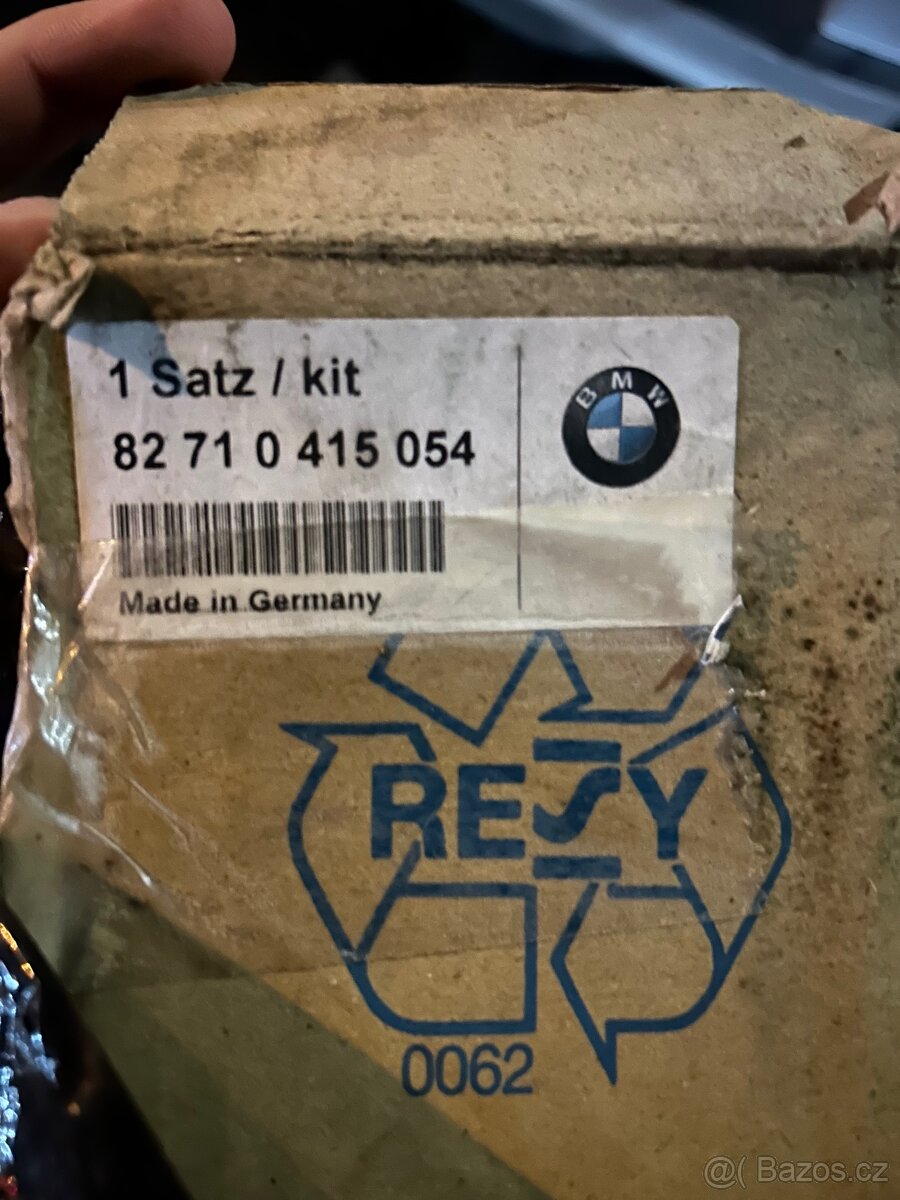 1 Satz / kit
82 71 0 415 054
BMW
Made in Germany
RESY
0062
@( Bazos.cz